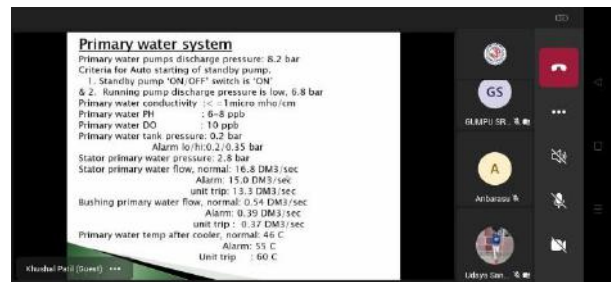 Primary water system
Primary water pumps discharge pressure: 8.2 bar
Criteria for Auto starting of standby pump.
1. Standby pump 'ON/OFF' switch is 'ON'
& 2. Running pump discharge pressure is low, 6.8 bar
Primary water conductivity :< =1micro mho/cm
Primary water PH : 6-8 ppb
Primary water DO : 10 ppb
Primary water tank pressure: 0.2 bar
Alarm lo/hi:0.2/0.35 bar
Stator primary water pressure: 2.8 bar
Stator primary water flow, normal: 16.8 DM3/sec
Alarm: 15.0 DM3/sec
unit trip: 13.3 DM3/sec
Bushing primary water flow, normal: 0.54 DM3/sec
Alarm: 0.39 DM3/sec
unit trip : 0.37 DM3/sec
Primary water temp after cooler, normal: 46 C
Alarm: 55 C
Unit trip : 60 C
Khushal Patil (Guest) •••
GS
GUMPU SR...
A
Anbarasu
Udaya San...